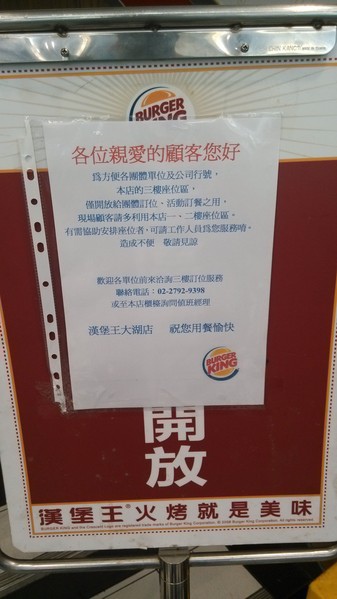 BURGER
KING
各位親愛的顧客您好
爲方便各團體單位及公司行號，
本店的三樓座位區，
僅開放給團體訂位、活動訂餐之用，
現場顧客請多利用本店一、二樓座位區，
有需協助安排座位者，可請工作人員爲您服務唷。
造成不便　敬請見諒
歡迎各單位前來洽詢三樓訂位服務
聯絡電話：02-2792-9398
或至本店櫃檯詢問值班經理
漢堡王大湖店　祝您用餐愉快
BURGER
KING
開
放
漢堡王®火烤就是美味